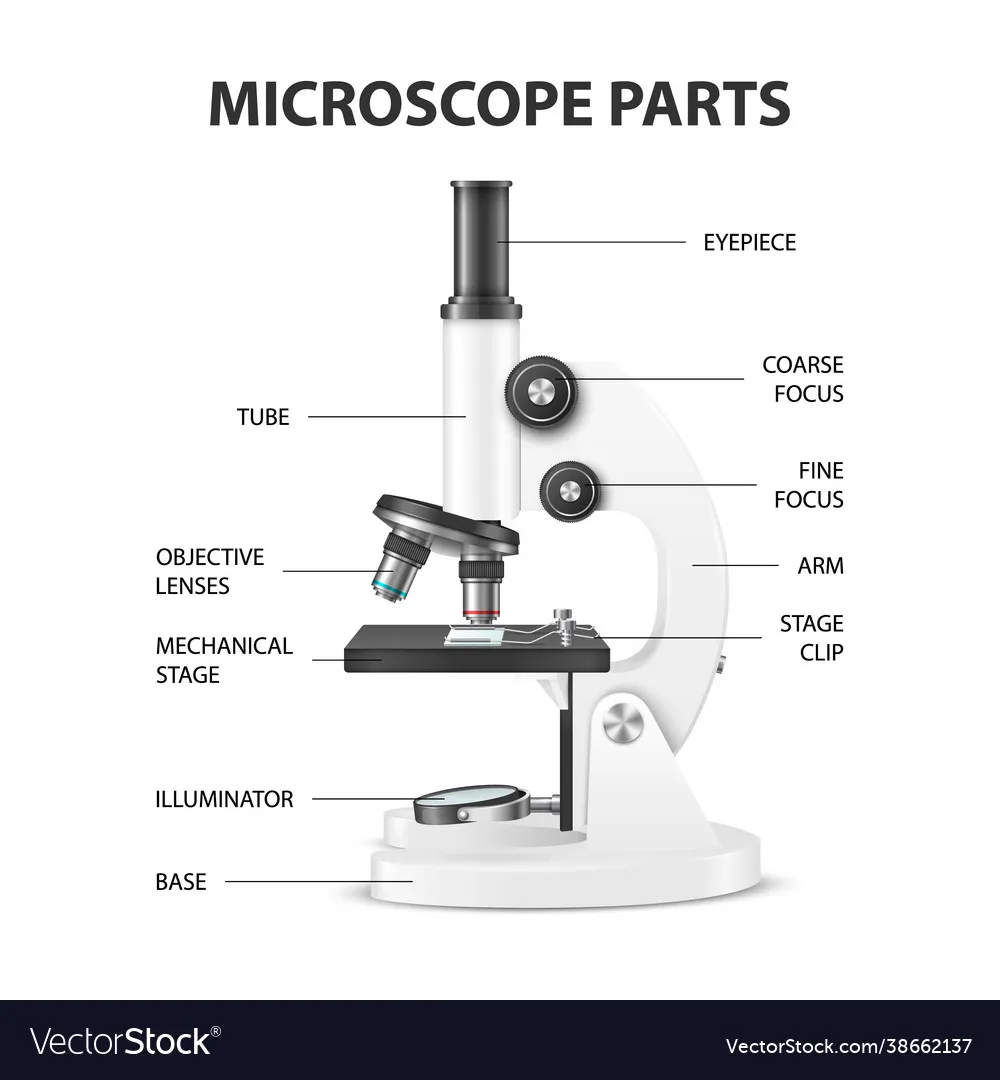 MICROSCOPE PARTS
EYEPIECE
COARSE
FOCUS
TUBE
FINE
FOCUS
OBJECTIVE
LENSES
ARM
STAGE
CLIP
MECHANICAL
STAGE
ILLUMINATOR
BASE
VectorStock®
VectorStock.com/38662137